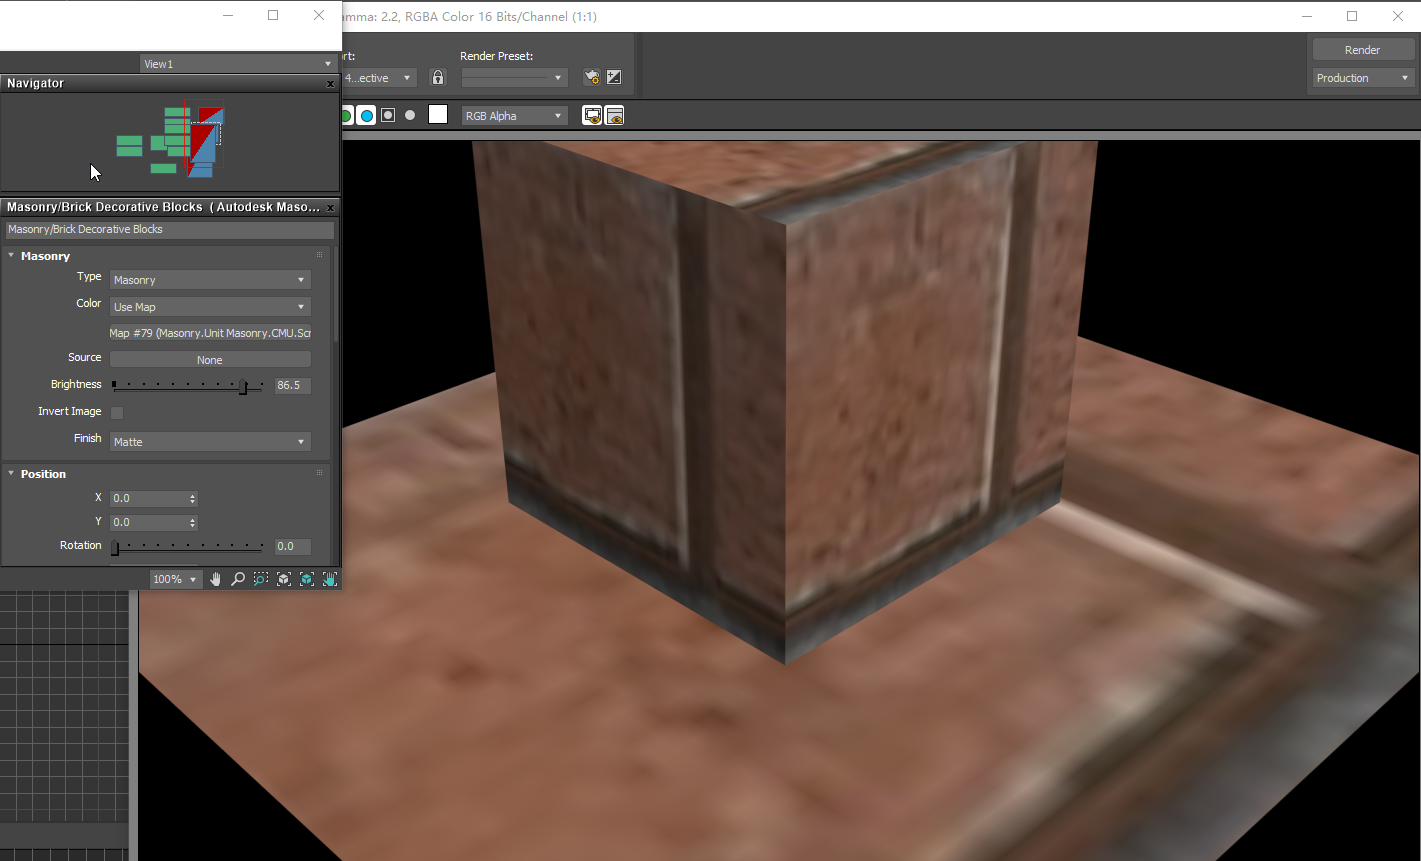 amma: 2.2, RGBA Color 16 Bits/Channel (1:1)
View1
rt:
Render Preset:
Render
4...ective
Production
Navigator
RGB Alpha
Masonry/Brick Decorative Blocks ( Autodesk Maso...
Masonry/Brick Decorative Blocks
Masonry
Type
Masonry
Color
Use Map
Map #79 (Masonry.Unit Masonry.CMU.Scr
Source
None
Brightness
86.5
Invert Image
Finish
Matte
Position
X
0.0
Y
0.0
Rotation
0.0
100%